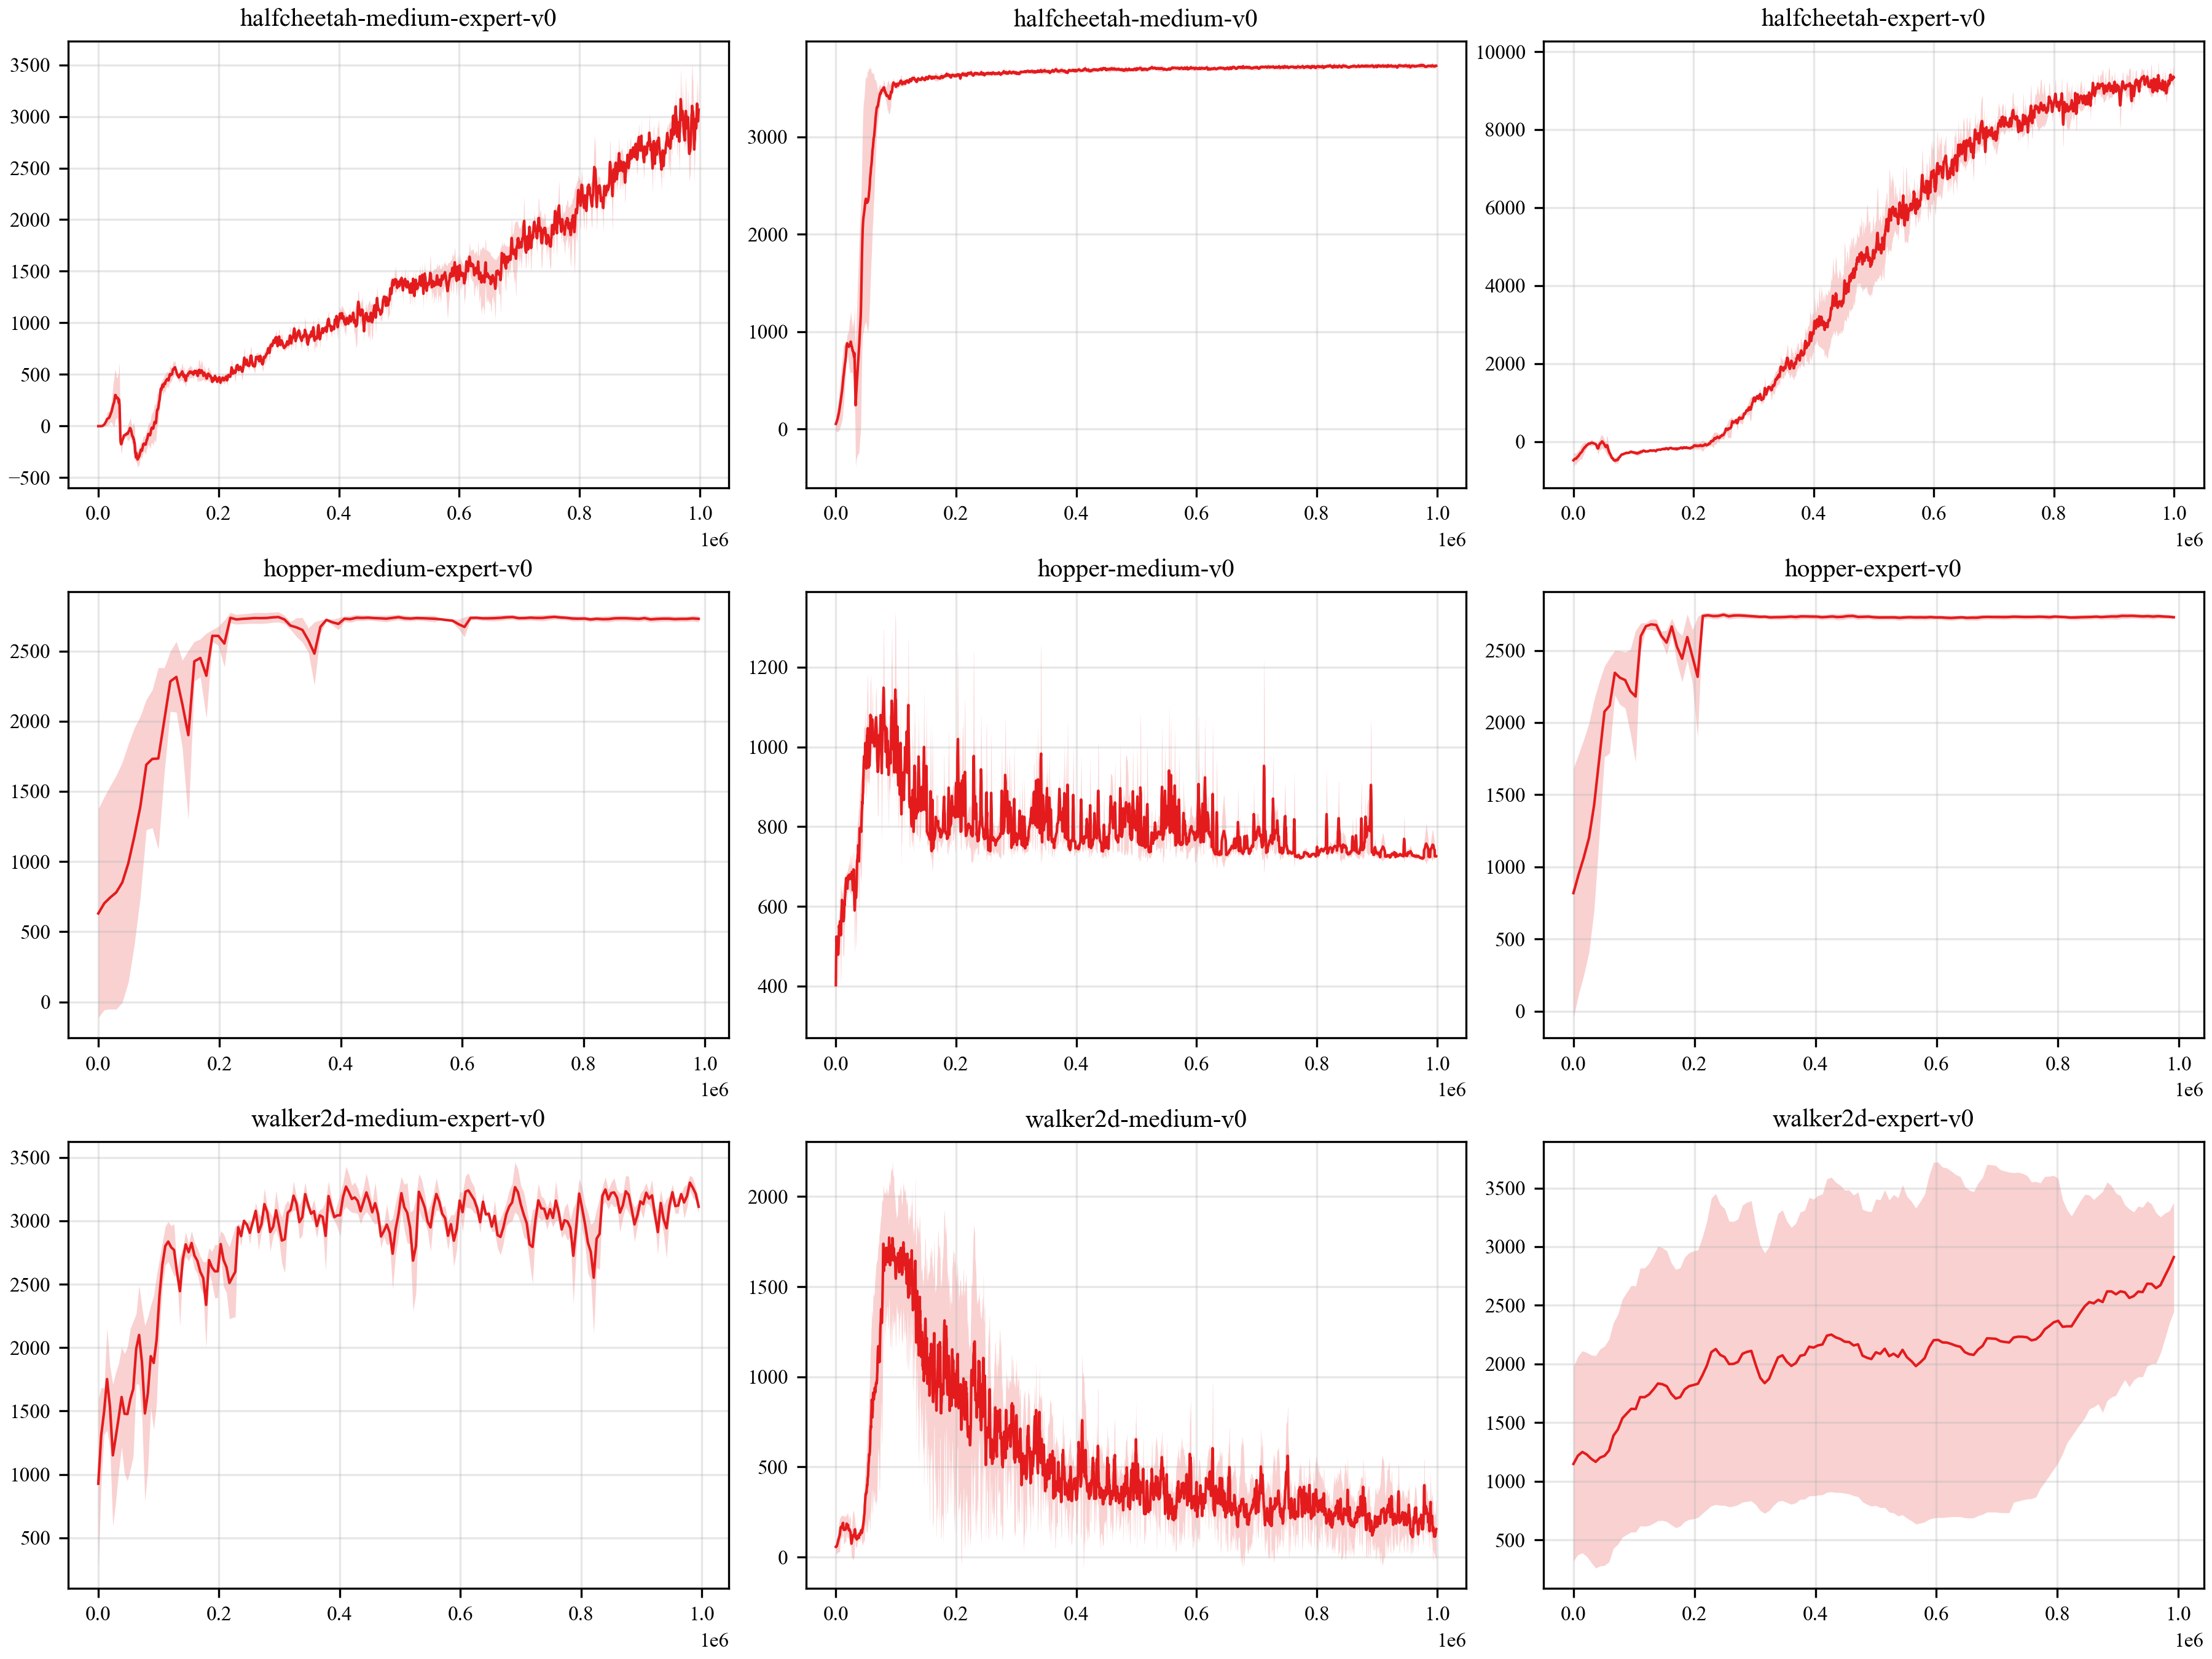 halfcheetah-medium-expert-v0
3500
3000
2500
2000
1500
1000
500
0
−500
0.0 0.2 0.4 0.6 0.8 1.0
1e6
halfcheetah-medium-v0
3000
2000
1000
0
0.0 0.2 0.4 0.6 0.8 1.0
1e6
halfcheetah-expert-v0
10000
8000
6000
4000
2000
0
0.0 0.2 0.4 0.6 0.8 1.0
1e6
hopper-medium-expert-v0
2500
2000
1500
1000
500
0
0.0 0.2 0.4 0.6 0.8 1.0
1e6
hopper-medium-v0
1200
1000
800
600
400
0.0 0.2 0.4 0.6 0.8 1.0
1e6
hopper-expert-v0
2500
2000
1500
1000
500
0
0.0 0.2 0.4 0.6 0.8 1.0
1e6
walker2d-medium-expert-v0
3500
3000
2500
2000
1500
1000
500
0.0 0.2 0.4 0.6 0.8 1.0
1e6
walker2d-medium-v0
2000
1500
1000
500
0
0.0 0.2 0.4 0.6 0.8 1.0
1e6
walker2d-expert-v0
3500
3000
2500
2000
1500
1000
500
0.0 0.2 0.4 0.6 0.8 1.0
1e6